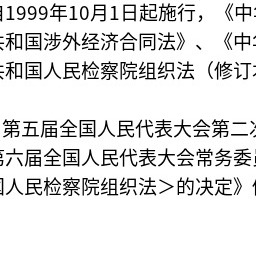 自1999年10月1日起施行，《中华
共和国涉外经济合同法》、《中华
共和国人民检察院组织法（修订本
第五届全国人民代表大会第二次
第六届全国人民代表大会常务委员
国人民检察院组织法＞的决定》修